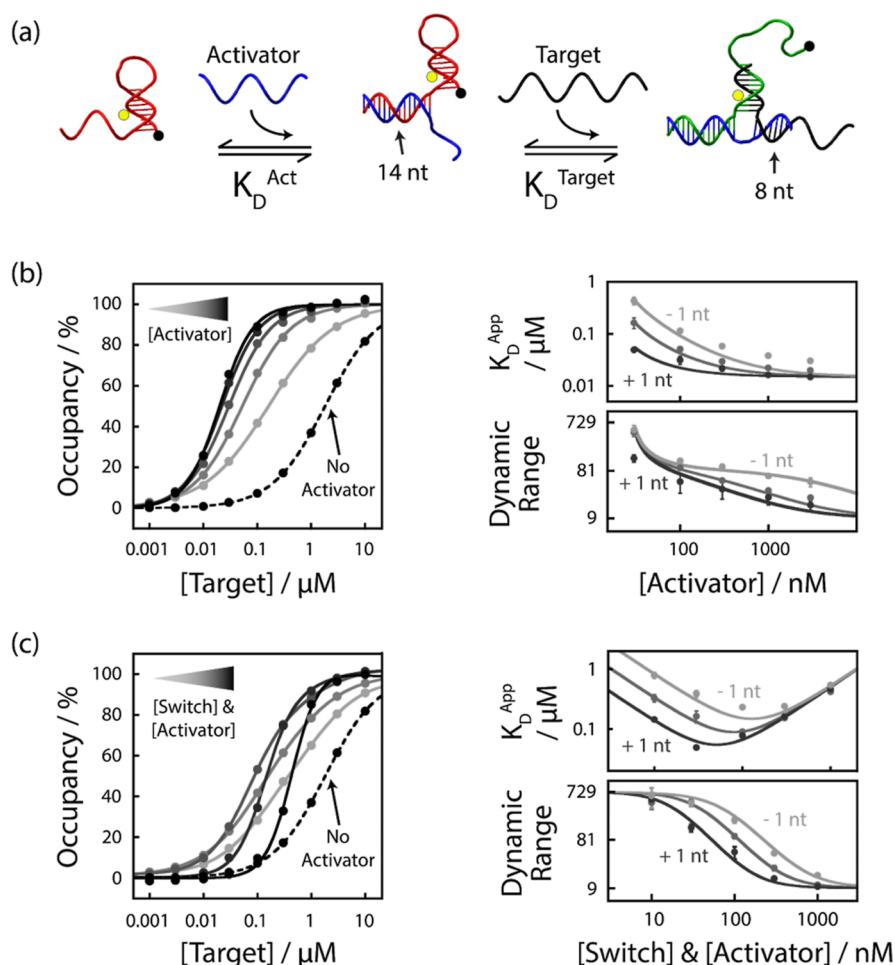 (a)
Activator
Target
K_D^Act
14 nt
K_D^Target
8 nt
(b)
Occupancy / %
100
80
60
40
20
0
[Activator]
No
Activator
0.001
0.01
0.1
1
10
[Target] / μM
K_D^App
/ μM
1
0.1
0.01
- 1 nt
+ 1 nt
Dynamic
Range
729
81
9
- 1 nt
+ 1 nt
100
1000
[Activator] / nM
(c)
Occupancy / %
100
80
60
40
20
0
[Switch] &
[Activator]
No
Activator
0.001
0.01
0.1
1
10
[Target] / μM
K_D^App
/ μM
1
0.1
- 1 nt
+ 1 nt
Dynamic
Range
729
81
9
- 1 nt
+ 1 nt
10
100
1000
[Switch] & [Activator] / nM